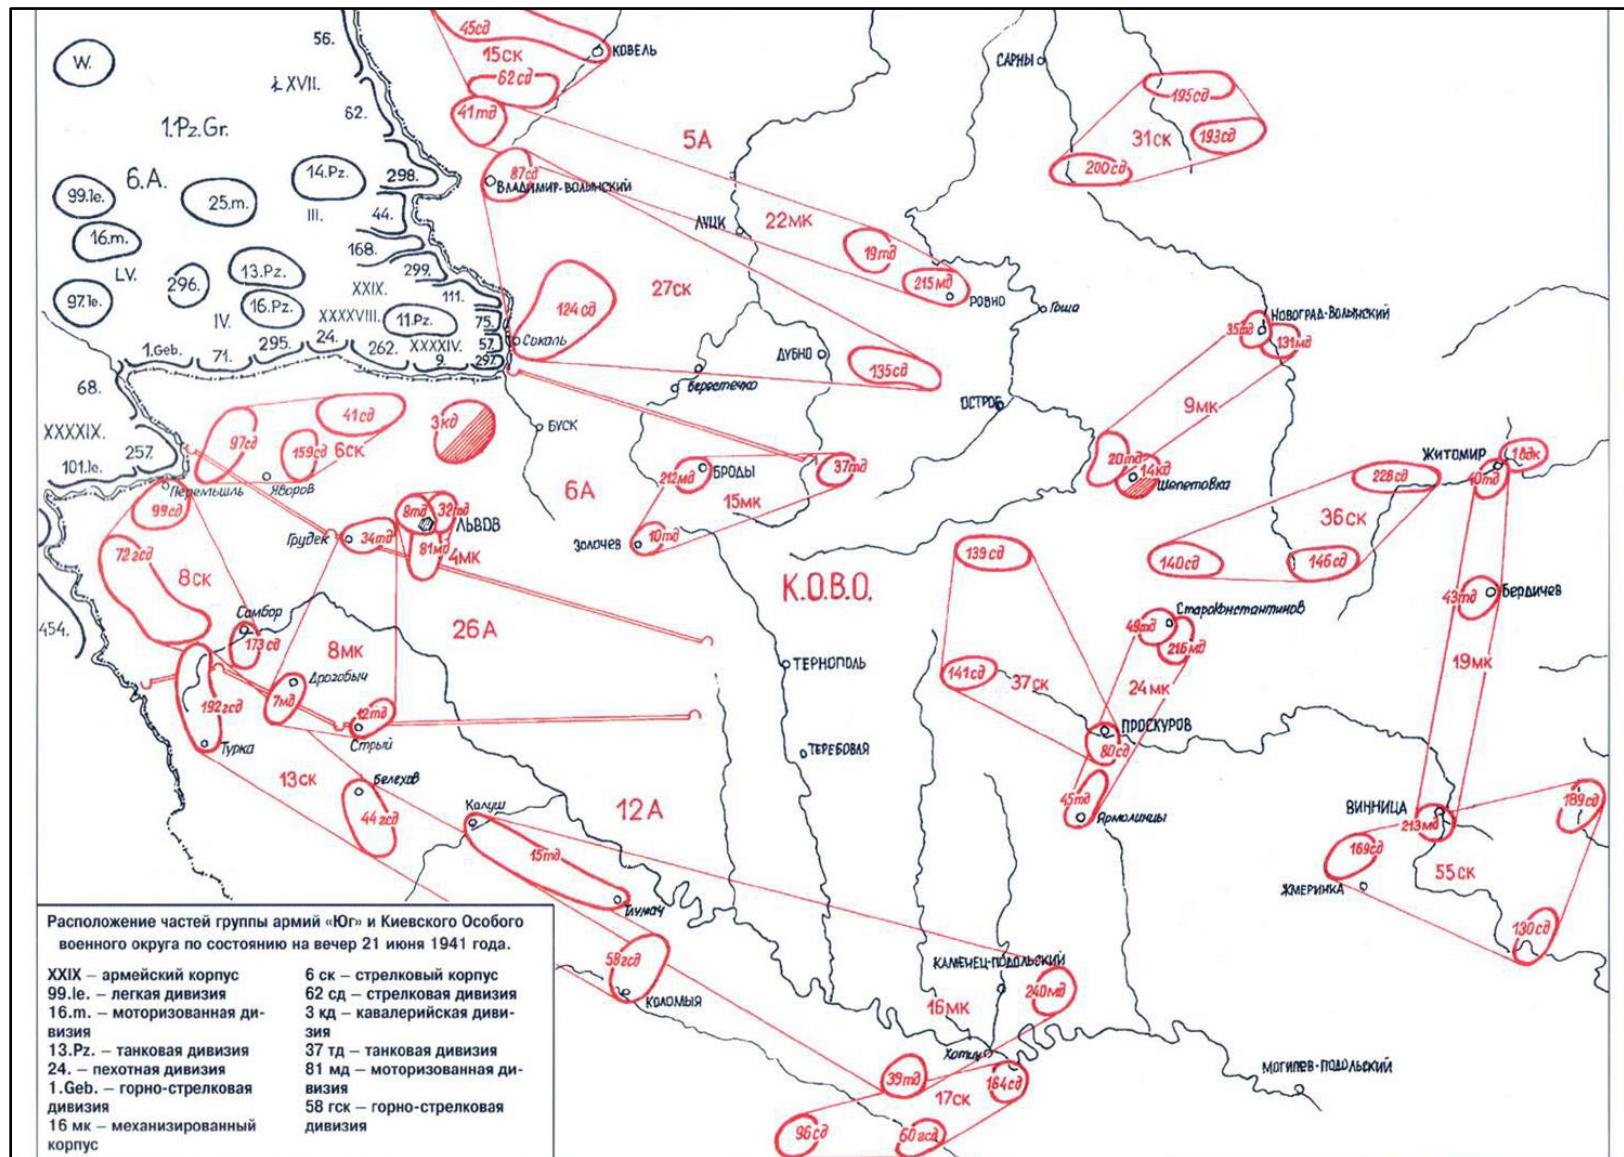 45сд
56.
W.
15ск
КОВЕЛЬ
САРНЫ
XVII.
62сд
195сд
62.
41тд
1.Pz.Gr.
5А
31ск
193сд
6.А.
14.Pz.
298.
87сд
200сд
ВЛАДИМИР-ВОЛЫНСКИЙ
99.le.
25.m.
III.
44.
ЛУЦК
22мк
16.m.
168.
19тд
LV.
13.Pz.
299.
215мд
296.
XXIX.
27ск
РОВНО
97.le.
16.Pz.
111.
124сд
Гоща
НОВОГРАД-ВОЛЫНСКИЙ
IV.
XXXXVIII.
11.Pz.
75.
35тд
131мд
295.
24.
57.
Сокаль
1.Geb.
71.
262.
XXXXIV.
9.
297.
ДУБНО
135сд
68.
Берестечко
ОСТРОГ
9мк
41сд
3кд
XXXXIX.
97сд
159сд
6ск
БУСК
257.
101.le.
20тд
14кд
Шепетовка
ЖИТОМИР
1вдк
40тд
Яворов
Перемышль
212мд
БРОДЫ
37тд
228сд
6А
15мк
99сд
8тд
32тд
ЛЬВОВ
36ск
Грудек
34тд
81мд
4мк
Золочев
10тд
72гсд
139сд
140сд
146сд
8ск
К.О.В.О.
43тд
Бердичев
Самбор
Староконстантинов
454.
173сд
26А
49тд
216мд
8мк
ТЕРНОПОЛЬ
141сд
19мк
Дрогобыч
37ск
24мк
192гсд
7мд
12тд
ПРОСКУРОВ
Турка
Стрый
ТЕРЕБОВЛЯ
80сд
13ск
Белехов
45тд
189сд
Калуш
12А
ВИННИЦА
44гсд
Ярмолинцы
213мд
15тд
169сд
55ск
ЖМЕРИНКА
Тлумач
130сд
58гсд
КАМЕНЕЦ-ПОДОЛЬСКИЙ
КОЛОМЫЯ
240мд
16мк
Хотин
39тд
164сд
МОГИЛЕВ-ПОДОЛЬСКИЙ
17ск
96сд
60гсд
Расположение частей группы армий «Юг» и Киевского Особого
военного округа по состоянию на вечер 21 июня 1941 года.
XXIX – армейский корпус
99.le. – легкая дивизия
16.m. – моторизованная ди-
визия
13.Pz. – танковая дивизия
24. – пехотная дивизия
1.Geb. – горно-стрелковая
дивизия
16 мк – механизированный
корпус
6 ск – стрелковый корпус
62 сд – стрелковая дивизия
3 кд – кавалерийская диви-
зия
37 тд – танковая дивизия
81 мд – моторизованная ди-
визия
58 гск – горно-стрелковая
дивизия